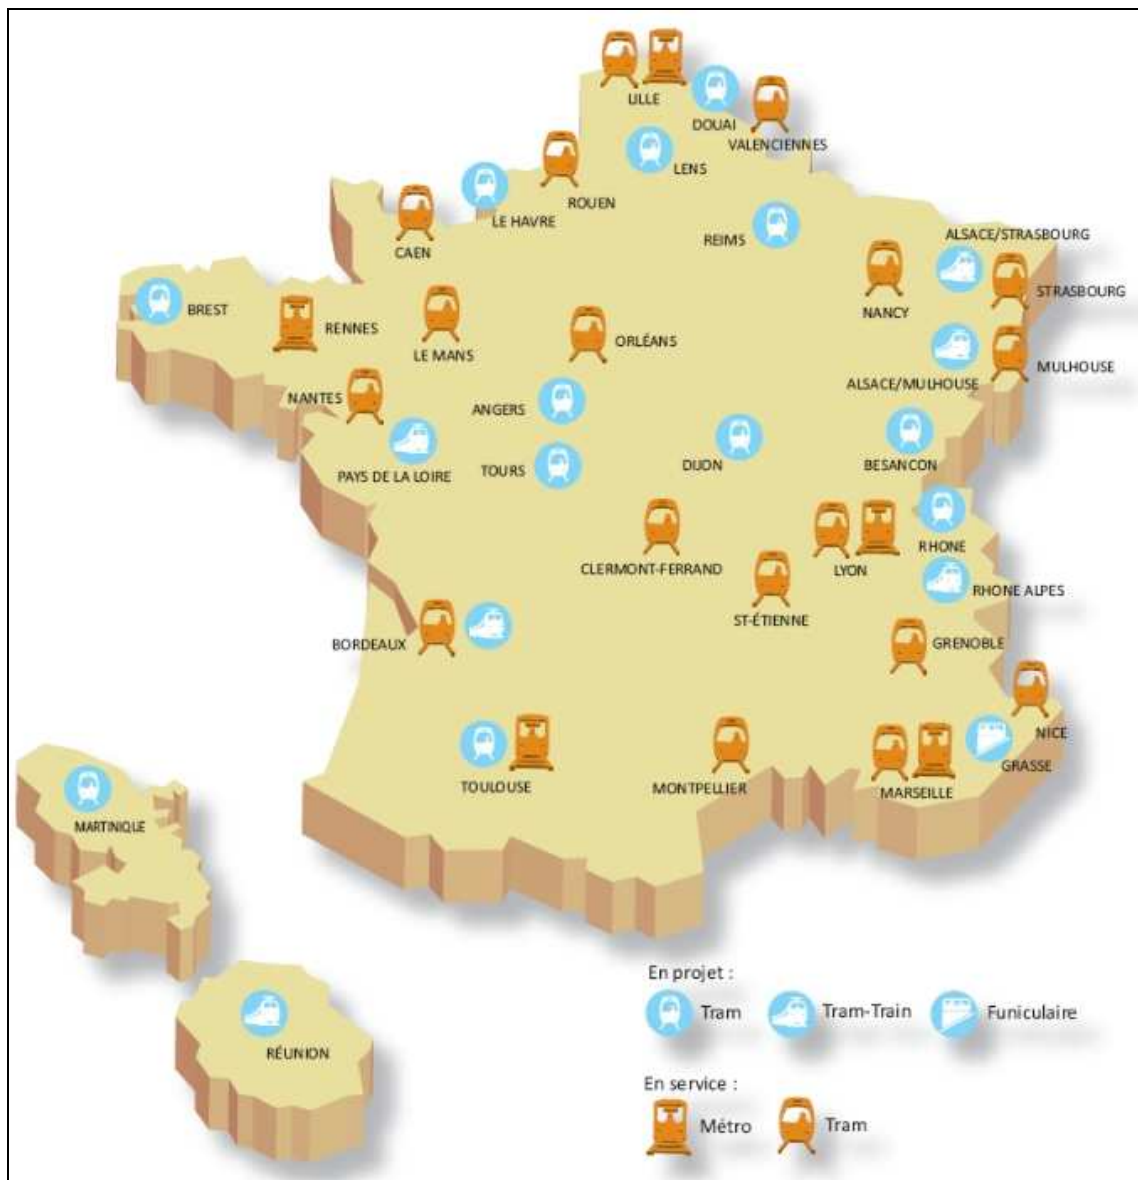 LILLE
DOUAI
VALENCIENNES
LENS
ROUEN
LE HAVRE
CAEN
REIMS
ALSACE/STRASBOURG
STRASBOURG
NANCY
BREST
RENNES
LE MANS
ORLÉANS
MULHOUSE
ALSACE/MULHOUSE
NANTES
ANGERS
PAYS DE LA LOIRE
TOURS
DIJON
BESANCON
CLERMONT-FERRAND
LYON
RHONE
RHONE ALPES
ST-ÉTIENNE
BORDEAUX
GRENOBLE
NICE
GRASSE
TOULOUSE
MONTPELLIER
MARSEILLE
MARTINIQUE
RÉUNION
En projet :
Tram
Tram-Train
Funiculaire
En service :
Métro
Tram